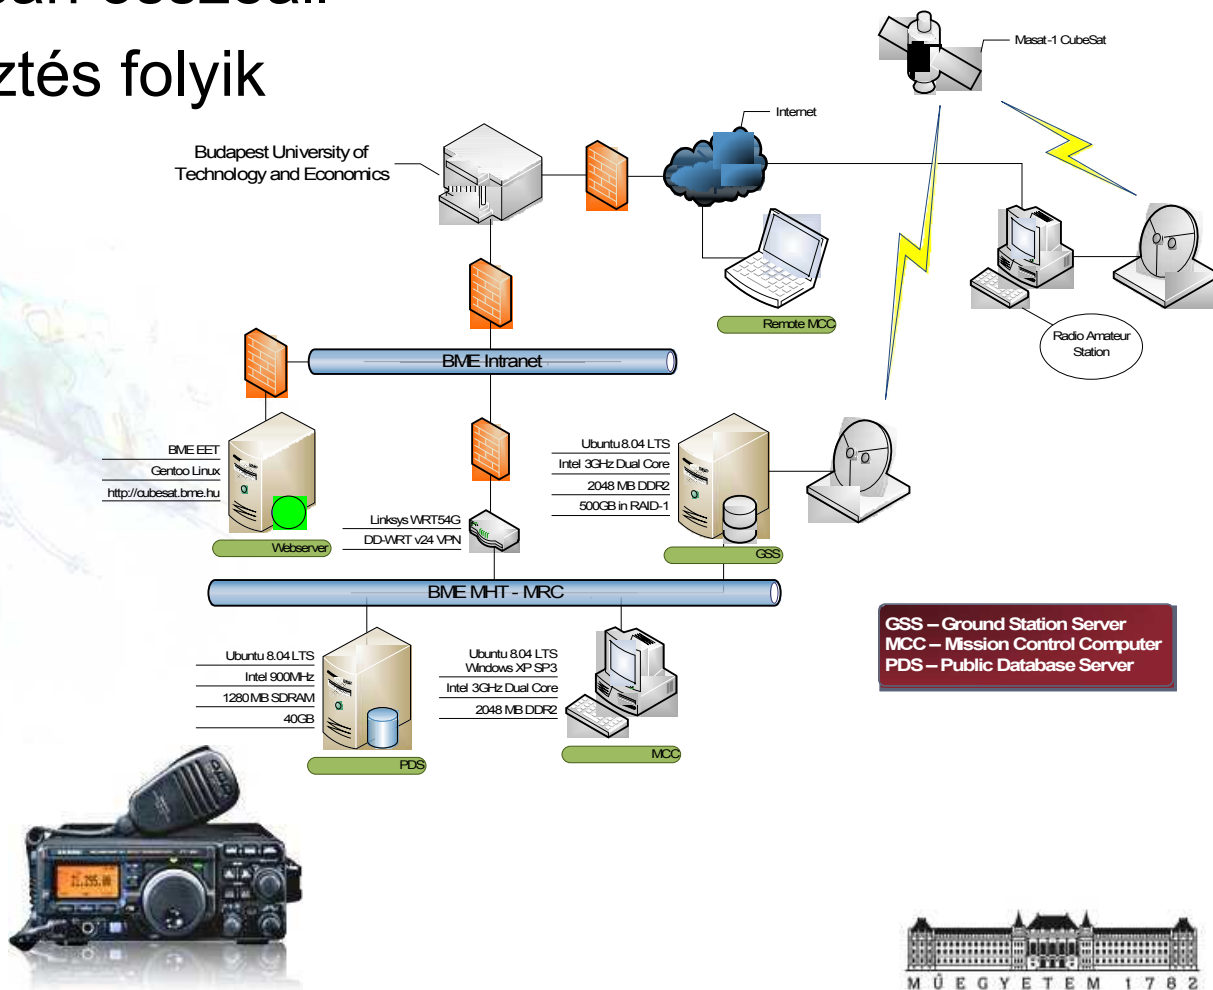 ztés folyik
Masat-1 CubeSat
Internet
Budapest University of
Technology and Economics
Remote MCC
Radio Amateur
Station
BME Intranet
BME EET
Gentoo Linux
http://cubesat.bme.hu
Webserver
Linksys WRT54G
DD-WRT v24 VPN
Ubuntu 8.04 LTS
Intel 3GHz Dual Core
2048 MB DDR2
500GB in RAID-1
GSS
BME MHT - MRC
GSS – Ground Station Server
MCC – Mission Control Computer
PDS – Public Database Server
Ubuntu 8.04 LTS
Intel 900MHz
1280MB SDRAM
40GB
PDS
Ubuntu 8.04 LTS
Windows XP SP3
Intel 3GHz Dual Core
2048 MB DDR2
MCC
MŰEGYETEM 1782